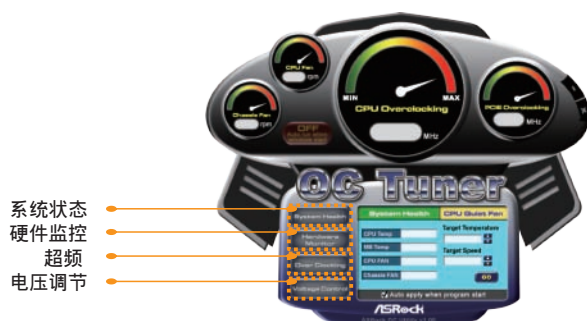 CPU Fan
rpm
Chassis Fan
rpm
MIN
MAX
CPU Overclocking
MHz
PCIE Overclocking
MHz
OFF
OC Tuner
系统状态
硬件监控
超频
电压调节
System Health
Hardware
Monitor
Over Clocking
Voltage Control
System Health
CPU Quiet Fan
CPU Temp
MB Temp
CPU FAN
Chassis FAN
Target Temperature
Target Speed
GO
Auto apply when program start
ASRock